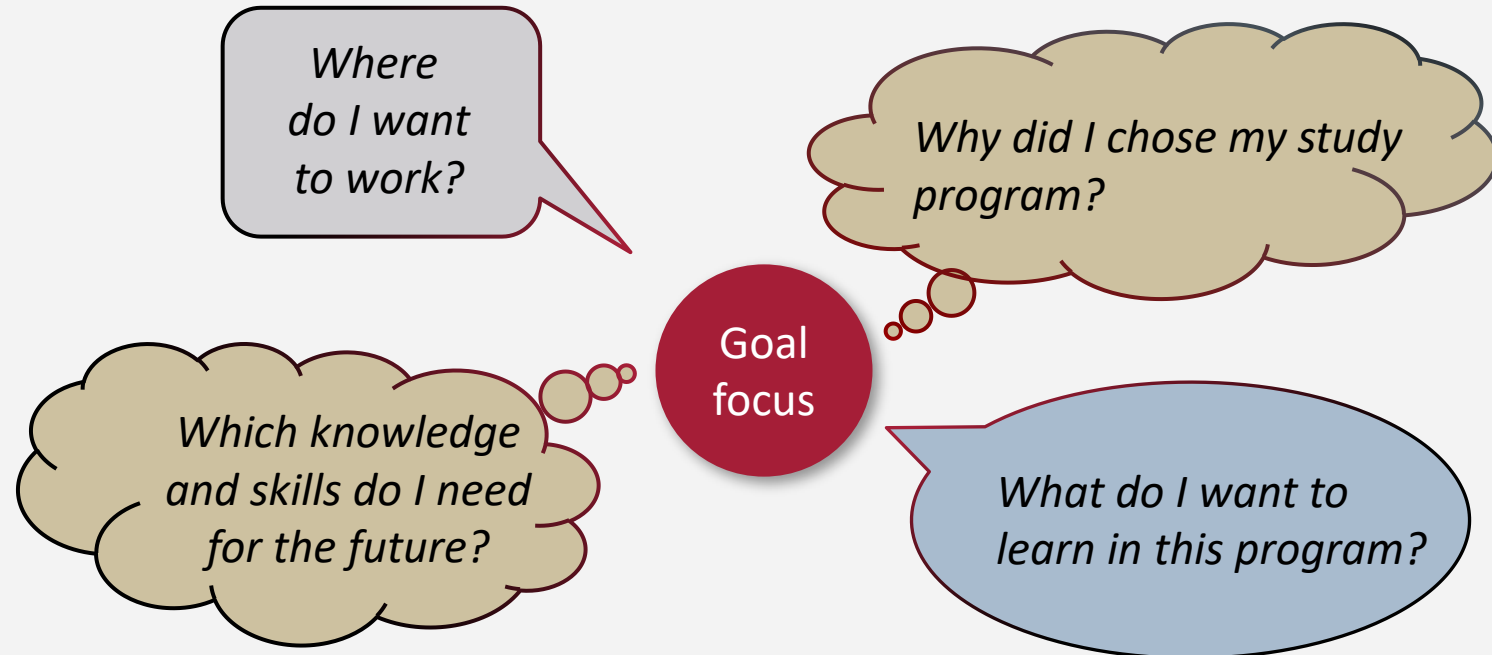 Where
do I want
to work?
Why did I chose my study
program?
Goal
focus
Which knowledge
and skills do I need
for the future?
What do I want to
learn in this program?